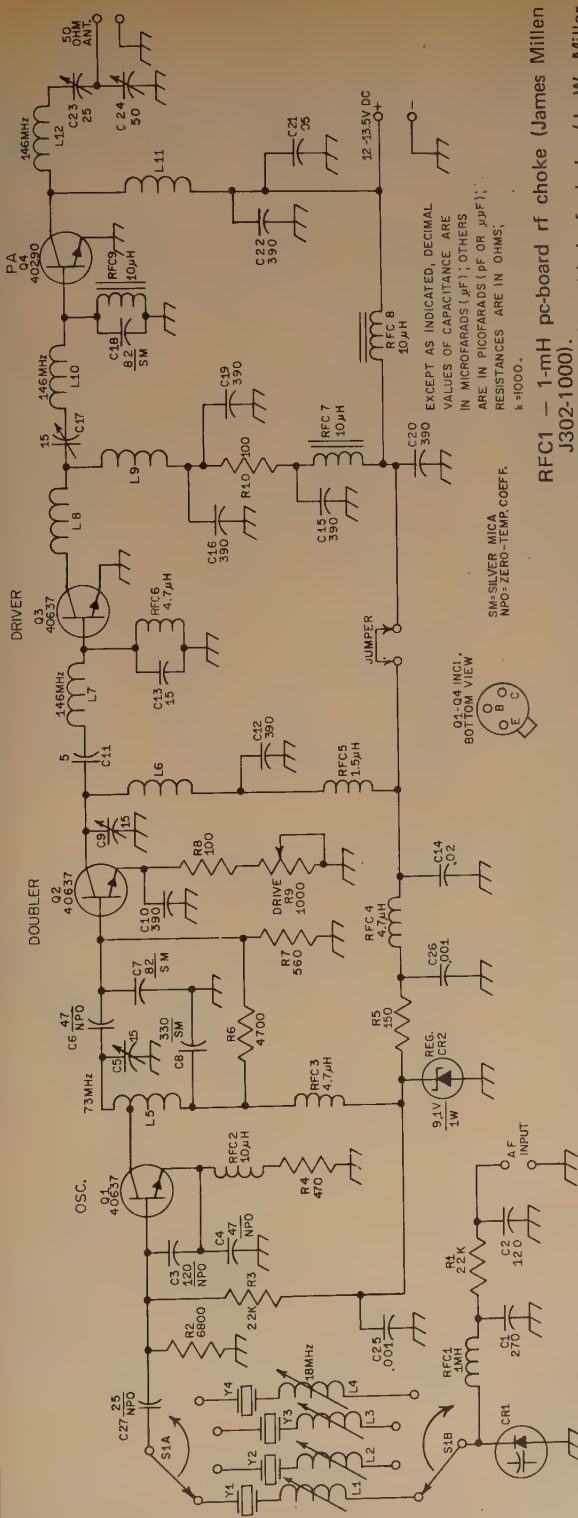 50
OHM
ANT.
C23
25
C24
50
146MHz
L12
PA
Q4
40290
L11
C21
.05
C22
390
12-13.5V DC
+
-
RFC9
10µH
C18
82
SM
146MHz
L10
15
C17
RFC 8
10µH
C19
390
R10
100
RFC 7
10µH
C16
390
C15
390
C20
390
L9
L8
DRIVER
Q3
40637
RFC6
4.7µH
C13
15
146MHz
L7
5
C11
JUMPER
C12
390
RFC5
1.5µH
L6
C9
15
DOUBLER
Q2
40637
C10
390
R8
100
DRIVE
R9
1000
C14
.02
RFC 4
4.7µH
C26
.001
R7
560
C7
82
SM
47
NPO
C6
C5
15
330
SM
C8
R6
4700
R5
150
REG.
CR2
9.1V
1W
73MHz
L5
RFC3
4.7µH
OSC.
Q1
40637
RFC2
10µH
R4
470
C3
120
NPO
C4
47
NPO
R3
22K
R2
6800
C25
.001
25
NPO
C27
S1A
Y1
Y2
Y3
Y4
18MHz
L1
L2
L3
L4
S1B
CR1
RFC1
1MH
C1
270
R1
2.2K
C2
120
AF
INPUT
Q1-Q4 INCL.
BOTTOM VIEW
B
E
C
SM=SILVER MICA
NPO=ZERO-TEMP. COEFF.
EXCEPT AS INDICATED, DECIMAL
VALUES OF CAPACITANCE ARE
IN MICROFARADS (µF); OTHERS
ARE IN PICOFARADS (pF OR µµF);
RESISTANCES ARE IN OHMS;
k=1000.
RFC1 — 1-mH pc-board rf choke (James Millen
J302-1000).
rf choke (J. W. Miller